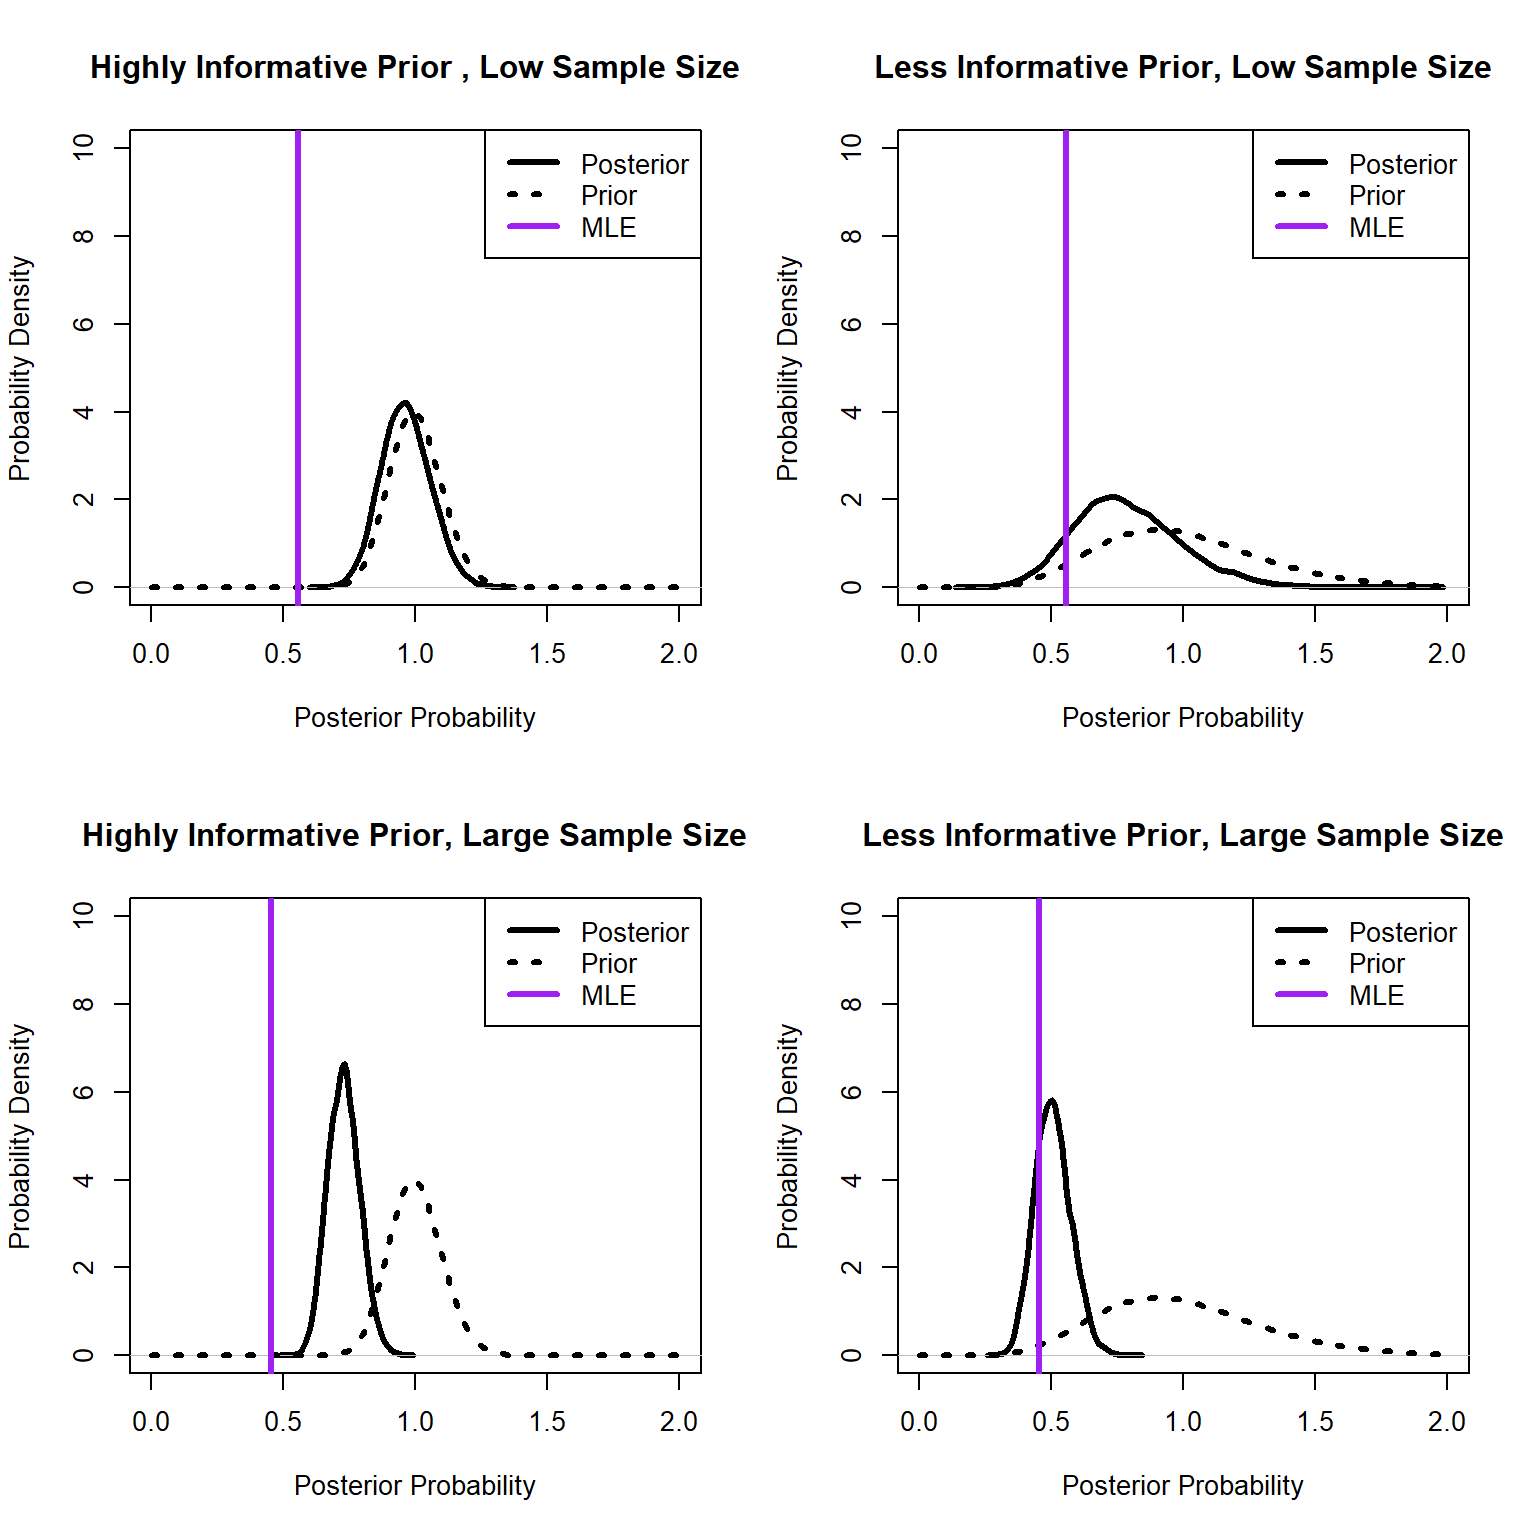 Highly Informative Prior , Low Sample Size
Probability Density
10
8
6
4
2
0
Posterior
Prior
MLE
0.0 0.5 1.0 1.5 2.0
Posterior Probability
Less Informative Prior, Low Sample Size
Probability Density
10
8
6
4
2
0
Posterior
Prior
MLE
0.0 0.5 1.0 1.5 2.0
Posterior Probability
Highly Informative Prior, Large Sample Size
Probability Density
10
8
6
4
2
0
Posterior
Prior
MLE
0.0 0.5 1.0 1.5 2.0
Posterior Probability
Less Informative Prior, Large Sample Size
Probability Density
10
8
6
4
2
0
Posterior
Prior
MLE
0.0 0.5 1.0 1.5 2.0
Posterior Probability